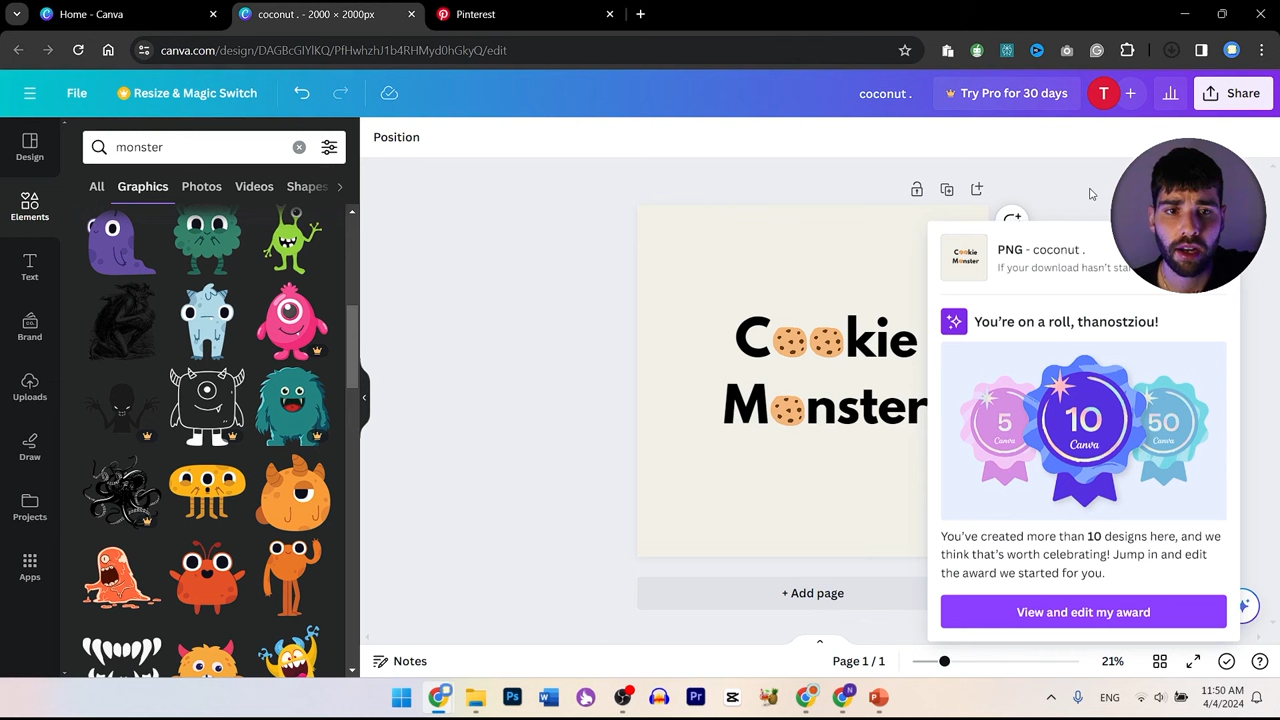 Home - Canva
coconut . - 2000 × 2000px
Pinterest
canva.com/design/DAGBcGIYlKQ/PfHwhzhJ1b4RHMyd0hGkyQ/edit
File
Resize & Magic Switch
coconut .
Try Pro for 30 days
T
Share
Design
Elements
Text
Brand
Uploads
Draw
Projects
Apps
monster
All
Graphics
Photos
Videos
Shapes
Position
Cookie
Monster
+ Add page
Cookie
Monster
PNG - coconut .
If your download hasn't
You're on a roll, thanostziou!
5
Canva
10
Canva
50
Canva
You've created more than 10 designs here, and we
think that's worth celebrating! Jump in and edit
the award we started for you.
View and edit my award
Notes
Page 1 / 1
21%
ENG
11:50 AM
4/4/2024